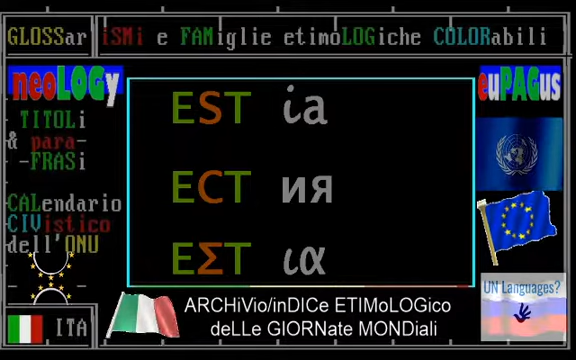 GLOSSar iSMi e FAMiglie etimoLOGiche COLORabili
neoLOGy
TITOLi
& para-
-FRASi
CALendario
CIVistico
dell'ONU
ITA
EST ia
ECT ия
EΣT ια
euPAGus
UN Languages?
ARCHiVio/inDICe ETIMoLOGico
deLLe GIORNate MONDiali